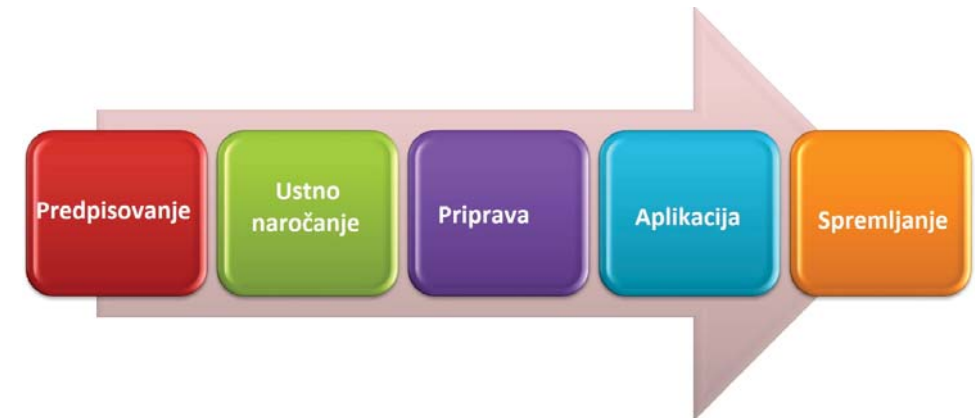 Predpisovanje
Ustno
naročanje
Priprava
Aplikacija
Spremljanje